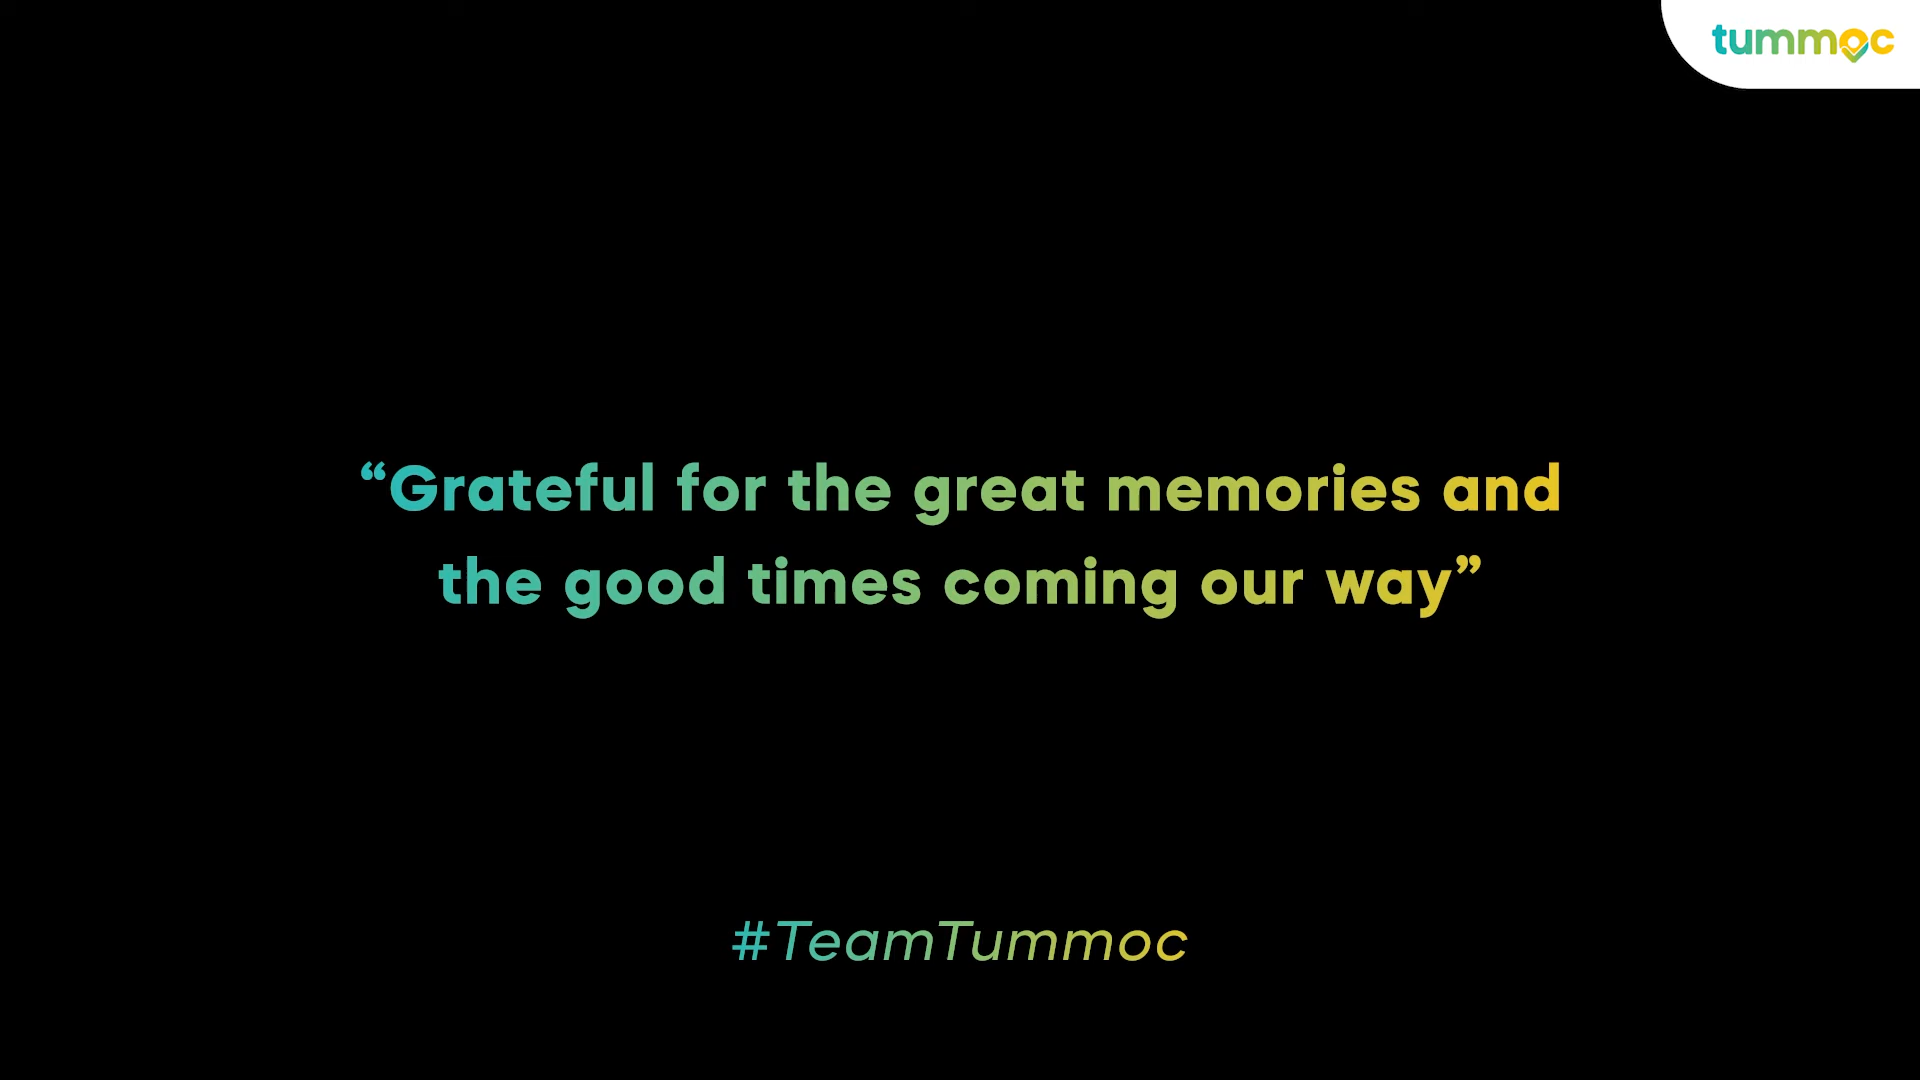 tummoc
“Grateful for the great memories and
the good times coming our way”
#TeamTummoc